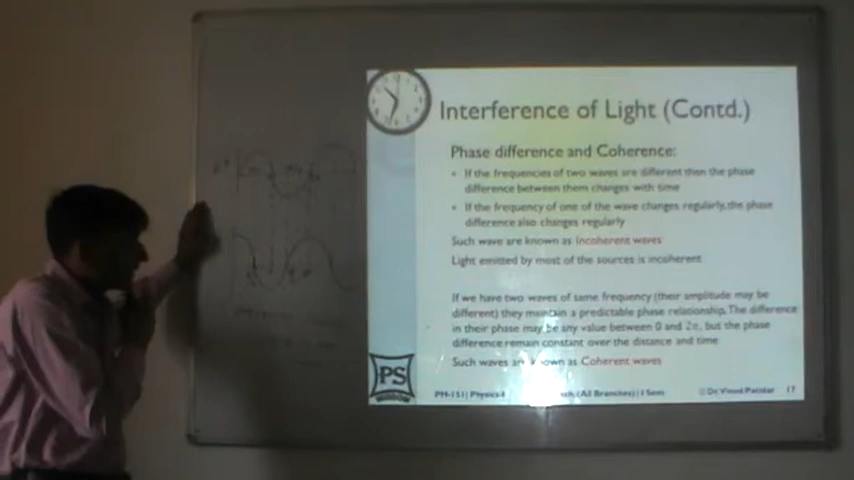 Interference of Light (Contd.)
Phase difference and Coherence:
• If the frequencies of two waves are different then the phase
difference between them changes with time
• If the frequency of one of the wave changes regularly, the phase
difference also changes regularly
Such wave are known as Incoherent waves
Light emitted by most of the sources is incoherent
If we have two waves of same frequency (their amplitude may be
different) they maintain a predictable phase relationship. The difference
in their phase may be any value between 0 and 2π, but the phase
difference remain constant over the distance and time
Such waves are known as Coherent waves
PS
PH-151| Physics-I
(All Branches)| I Sem
© Dr. Vinod
17